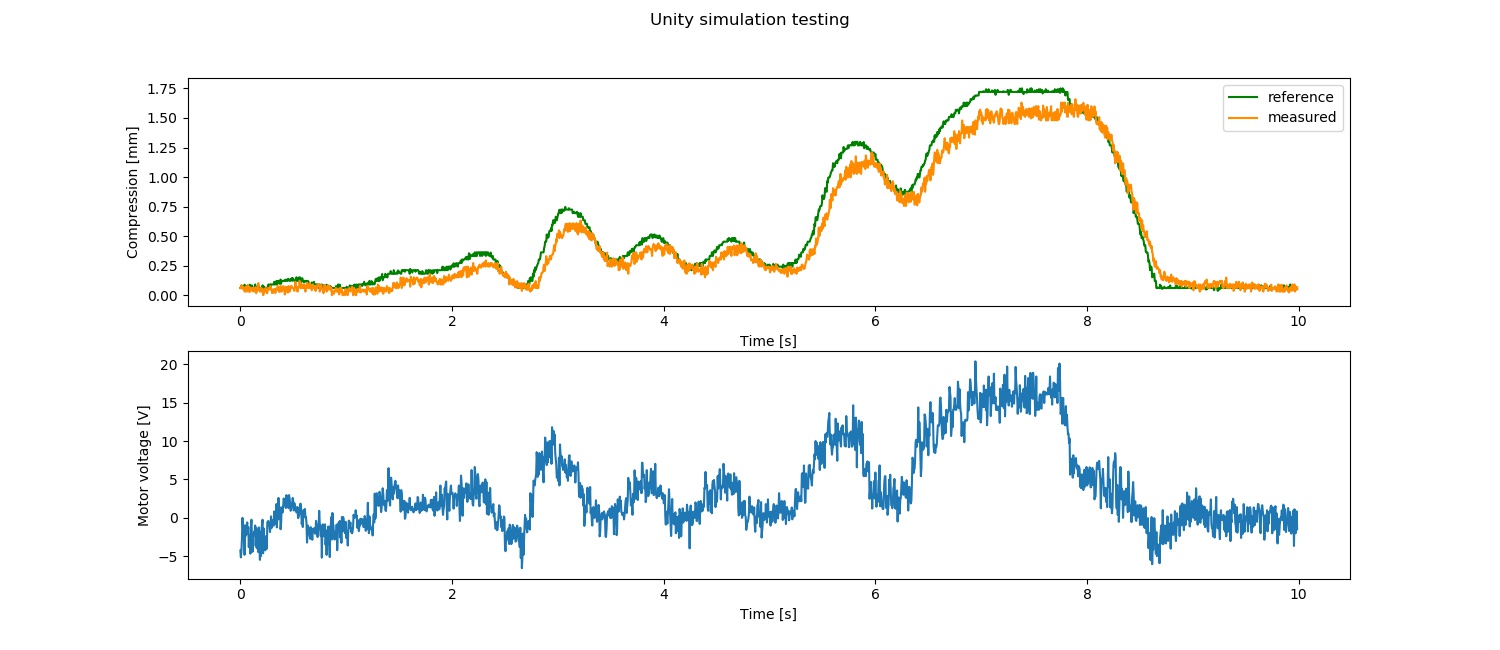 Unity simulation testing
1.75
1.50
1.25
1.00
0.75
0.50
0.25
0.00
Compression [mm]
reference
measured
0 2 4 6 8 10
Time [s]
20
15
10
5
0
−5
Motor voltage [V]
0 2 4 6 8 10
Time [s]